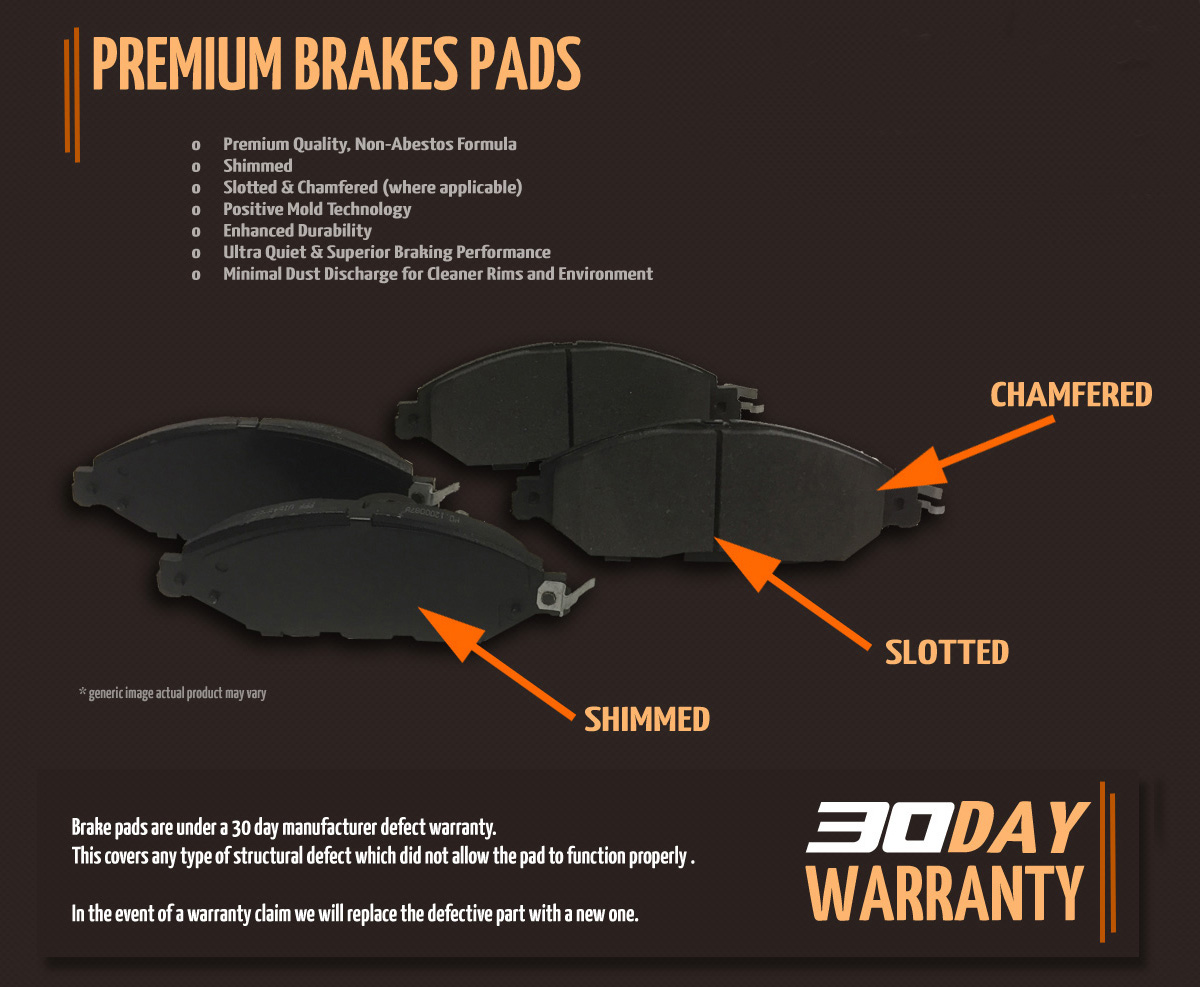 PREMIUM BRAKES PADS
o Premium Quality, Non-Abestos Formula
o Shimmed
o Slotted & Chamfered (where applicable)
o Positive Mold Technology
o Enhanced Durability
o Ultra Quiet & Superior Braking Performance
o Minimal Dust Discharge for Cleaner Rims and Environment
CHAMFERED
SLOTTED
* generic image actual product may vary
SHIMMED
Brake pads are under a 30 day manufacturer defect warranty.
This covers any type of structural defect which did not allow the pad to function properly .
In the event of a warranty claim we will replace the defective part with a new one.
30DAY
WARRANTY